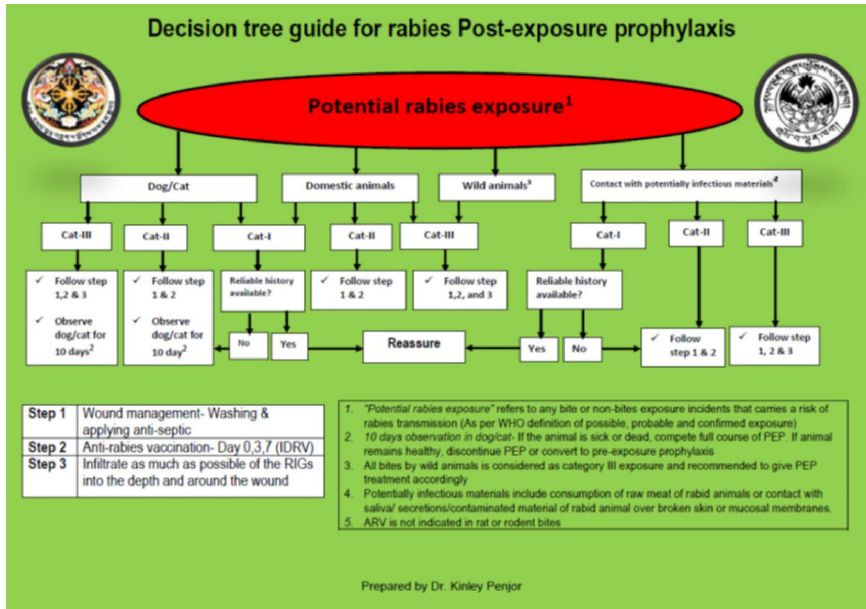 Decision tree guide for rabies Post-exposure prophylaxis
Potential rabies exposure1
Dog/Cat
Domestic animals
Wild animals3
Contact with potentially infectious materials4
Cat-III
Cat-II
Cat-I
Cat-II
Cat-III
Cat-I
Cat-II
Cat-III
✓ Follow step
1,2 & 3
✓ Observe
dog/cat for
10 days2
✓ Follow step
1 & 2
✓ Observe
dog/cat for
10 day2
Reliable history
available?
✓ Follow step
1 & 2
✓ Follow step
1,2, and 3
Reliable history
available?
No
Yes
Reassure
Yes
No
✓ Follow
step 1 & 2
✓ Follow step
1, 2 & 3
Step 1 Wound management- Washing &
applying anti-septic
Step 2 Anti-rabies vaccination- Day 0,3,7 (IDRV)
Step 3 Infiltrate as much as possible of the RIGs
into the depth and around the wound
1. "Potential rabies exposure" refers to any bite or non-bites exposure incidents that carries a risk of
rabies transmission (As per WHO definition of possible, probable and confirmed exposure)
2. 10 days observation in dog/cat- If the animal is sick or dead, compete full course of PEP. If animal
remains healthy, discontinue PEP or convert to pre-exposure prophylaxis
3. All bites by wild animals is considered as category III exposure and recommended to give PEP
treatment accordingly
4. Potentially infectious materials include consumption of raw meat of rabid animals or contact with
saliva/ secretions/contaminated material of rabid animal over broken skin or mucosal membranes.
5. ARV is not indicated in rat or rodent bites
Prepared by Dr. Kinley Penjor